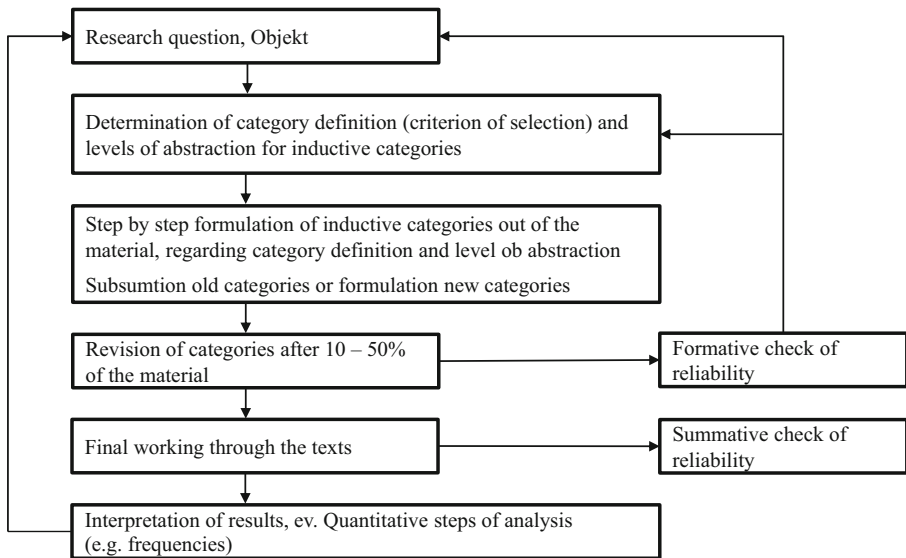 Research question, Objekt
Determination of category definition (criterion of selection) and
levels of abstraction for inductive categories
Step by step formulation of inductive categories out of the
material, regarding category definition and level ob abstraction
Subsumtion old categories or formulation new categories
Revision of categories after 10 – 50%
of the material
Formative check of
reliability
Final working through the texts
Summative check of
reliability
Interpretation of results, ev. Quantitative steps of analysis
(e.g. frequencies)